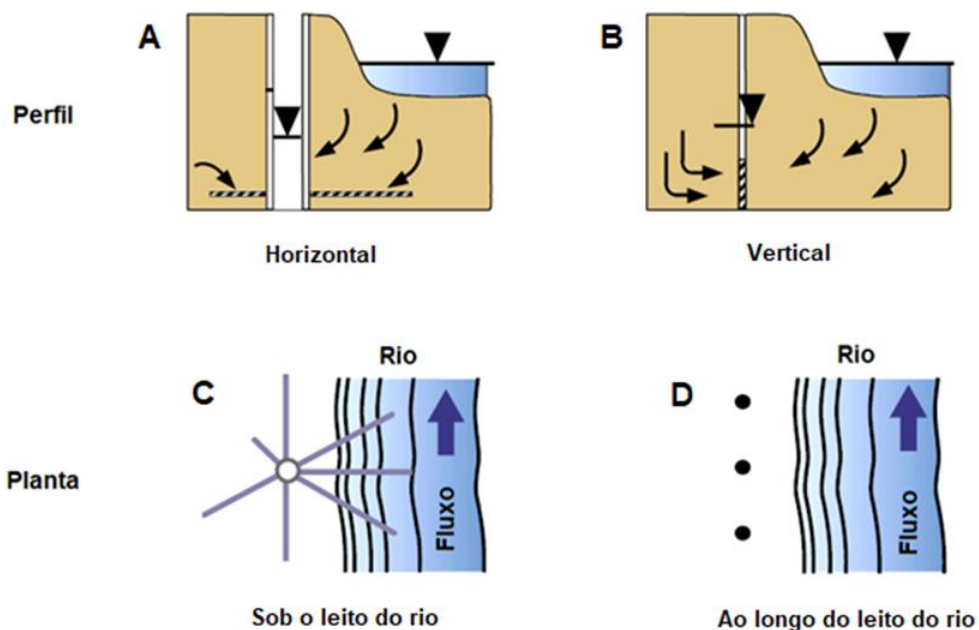 A
B
Perfil
Horizontal
Vertical
Rio
Rio
C
D
Planta
Fluxo
Fluxo
Sob o leito do rio
Ao longo do leito do rio